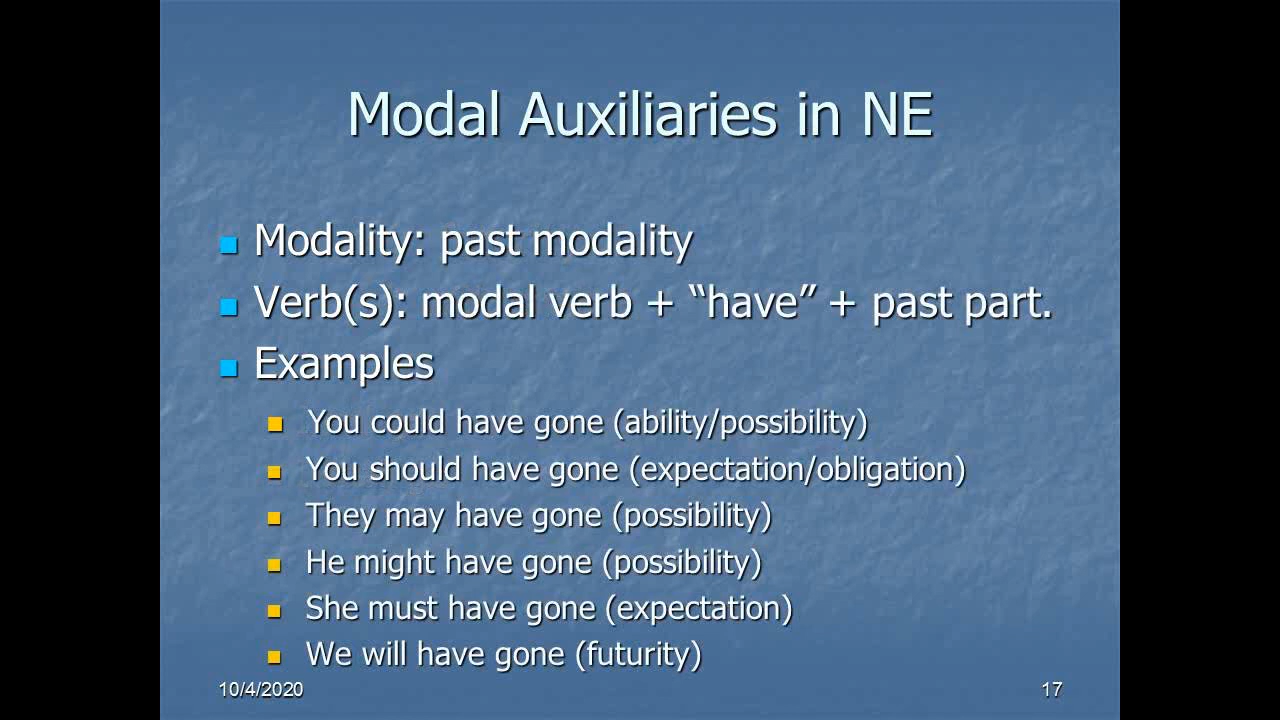 Modal Auxiliaries in NE
Modality: past modality
Verb(s): modal verb + “have” + past part.
Examples
You could have gone (ability/possibility)
You should have gone (expectation/obligation)
They may have gone (possibility)
He might have gone (possibility)
She must have gone (expectation)
We will have gone (futurity)
10/4/2020
17